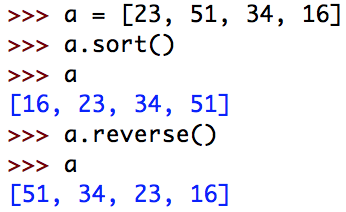 >>> a = [23, 51, 34, 16]
>>> a.sort()
>>> a
[16, 23, 34, 51]
>>> a.reverse()
>>> a
[51, 34, 23, 16]